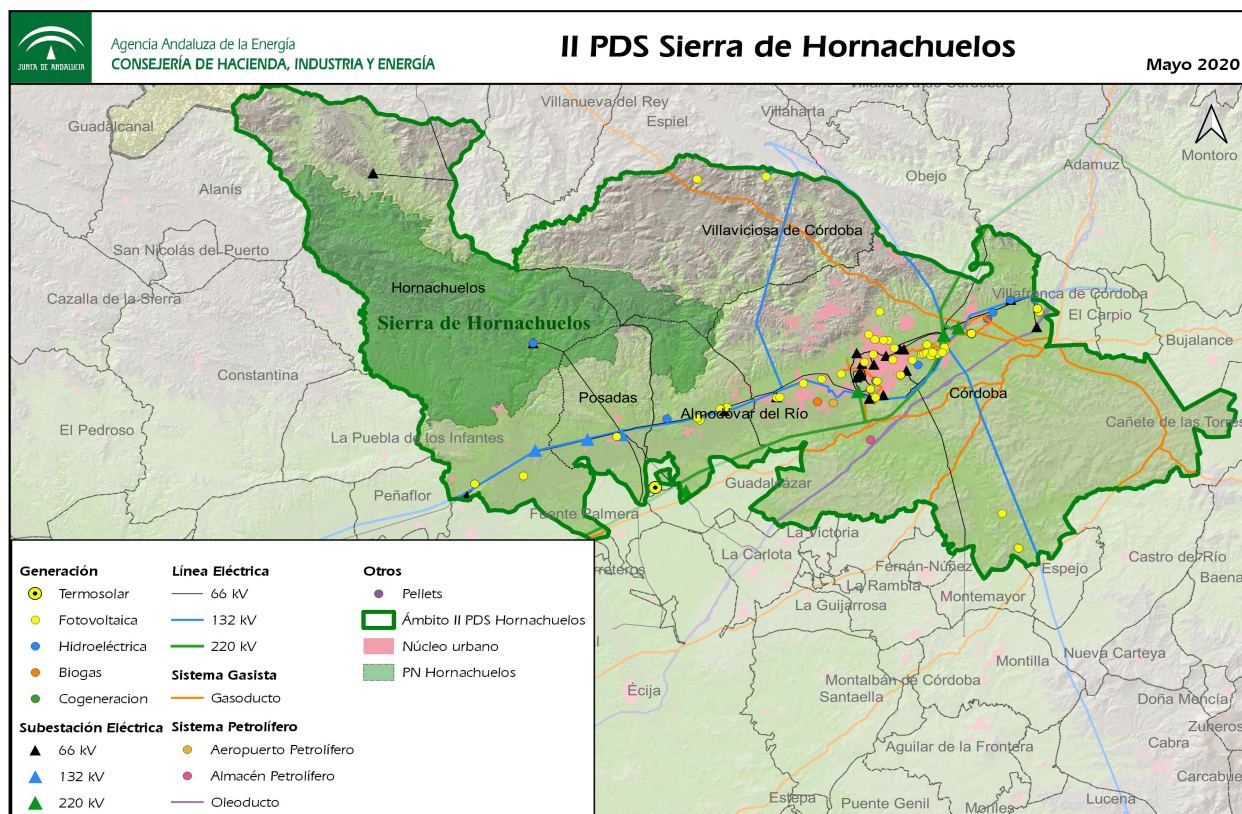 JUNTA DE ANDALUCIA
Agencia Andaluza de la Energía
CONSEJERÍA DE HACIENDA, INDUSTRIA Y ENERGÍA
II PDS Sierra de Hornachuelos
Mayo 2020
Villanueva del Rey
Villaharta
Espiel
Guadalcanal
Adamuz
Montoro
Obejo
Alanís
Villaviciosa de Córdoba
San Nicolás del Puerto
Hornachuelos
Villafranca de Córdoba
Cazalla de la Sierra
El Carpio
Sierra de Hornachuelos
Bujalance
Constantina
Posadas
Córdoba
Almodóvar del Río
Cañete de las Torres
El Pedroso
La Puebla de los Infantes
Peñaflor
Guadalcázar
Fuente Palmera
La Victoria
La Carlota
Castro del Río
Fernán-Núñez
Espejo
La Rambla
Baena
Montemayor
La Guijarrosa
Nueva Carteya
Montilla
Montalbán de Córdoba
Écija
Santaella
Doña Mencía
Zuheros
Aguilar de la Frontera
Cabra
Carcabue
Estepa
Puente Genil
Moriles
Lucena
Generación
Termosolar
Fotovoltaica
Hidroeléctrica
Biogas
Cogeneracion
Subestación Eléctrica
66 kV
132 kV
220 kV
Línea Eléctrica
66 kV
132 kV
220 kV
Sistema Gasista
Gasoducto
Sistema Petrolífero
Aeropuerto Petrolífero
Almacén Petrolífero
Oleoducto
Otros
Pellets
Ámbito II PDS Hornachuelos
Núcleo urbano
PN Hornachuelos